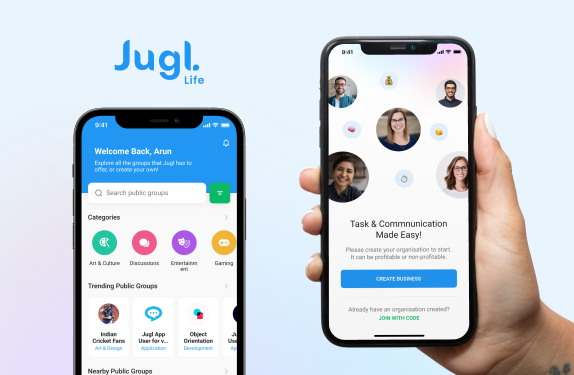 Jugl.
Life
9:41
Welcome Back, Arun
Explore all the groups that Jugl has to
offer, or create your own!
Search public groups
Categories
Art & Culture
Discussions
Entertainm
ent
Gaming
Trending Public Groups
Indian
Cricket Fans
Art & Design
Jugl App
User for v...
Application
Object
Orientation
Development
Nearby Public Groups
9:41
Task & Commnunication
Made Easy!
Please create your organisation to start.
It can be profitable or non-profitable
CREATE BUSINESS
Already have an organisation created?
JOIN WITH CODE